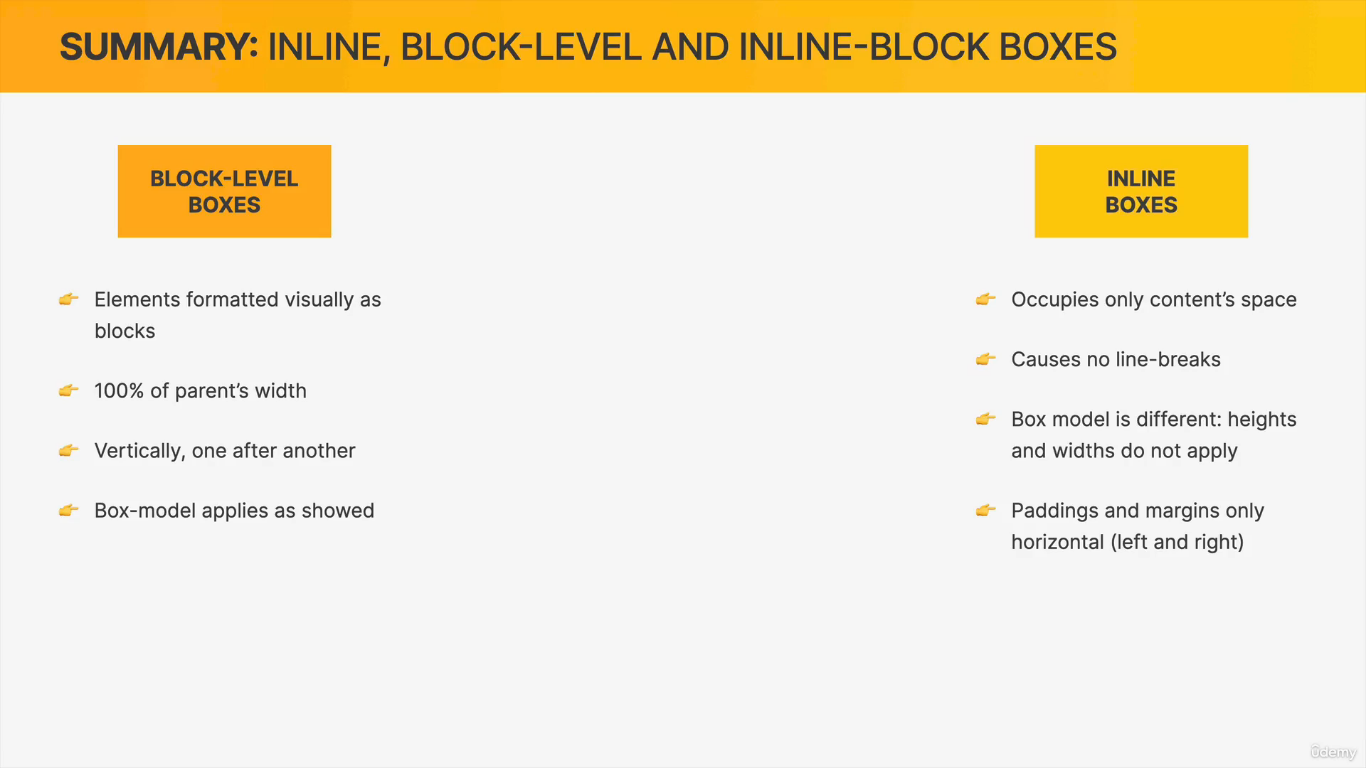 SUMMARY: INLINE, BLOCK-LEVEL AND INLINE-BLOCK BOXES
BLOCK-LEVEL
BOXES
Elements formatted visually as
blocks
100% of parent’s width
Vertically, one after another
Box-model applies as showed
INLINE
BOXES
Occupies only content’s space
Causes no line-breaks
Box model is different: heights
and widths do not apply
Paddings and margins only
horizontal (left and right)
ûdemy